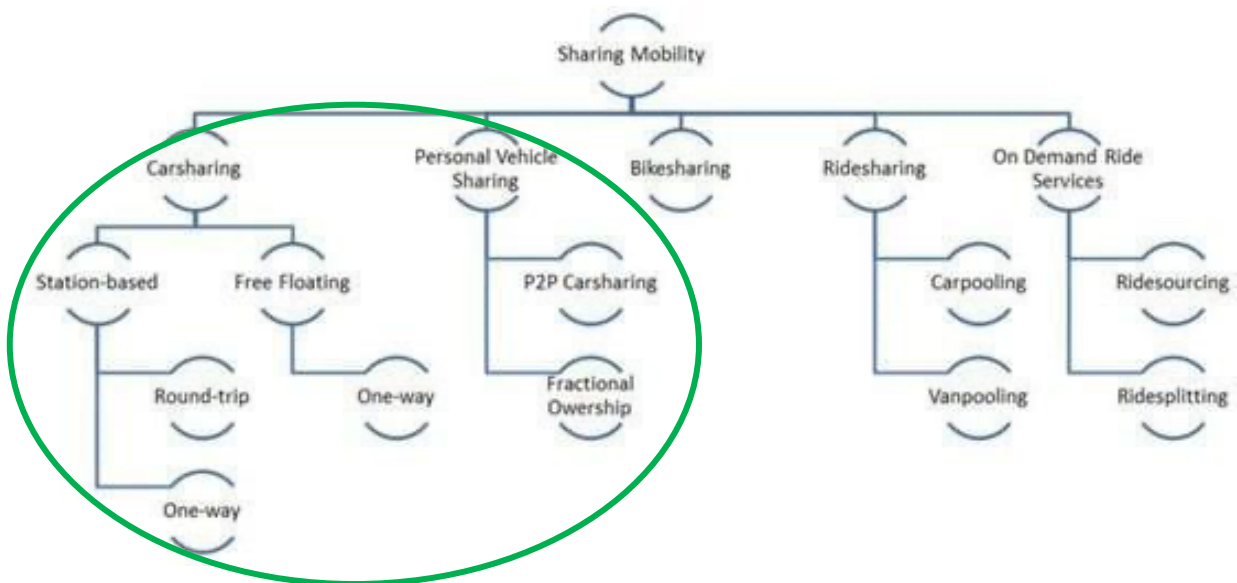 Sharing Mobility
Carsharing
Personal Vehicle
Sharing
Bikesharing
Ridesharing
On Demand Ride
Services
Station-based
Free Floating
P2P Carsharing
Carpooling
Ridesourcing
Round-trip
One-way
Fractional
Owership
Vanpooling
Ridesplitting
One-way